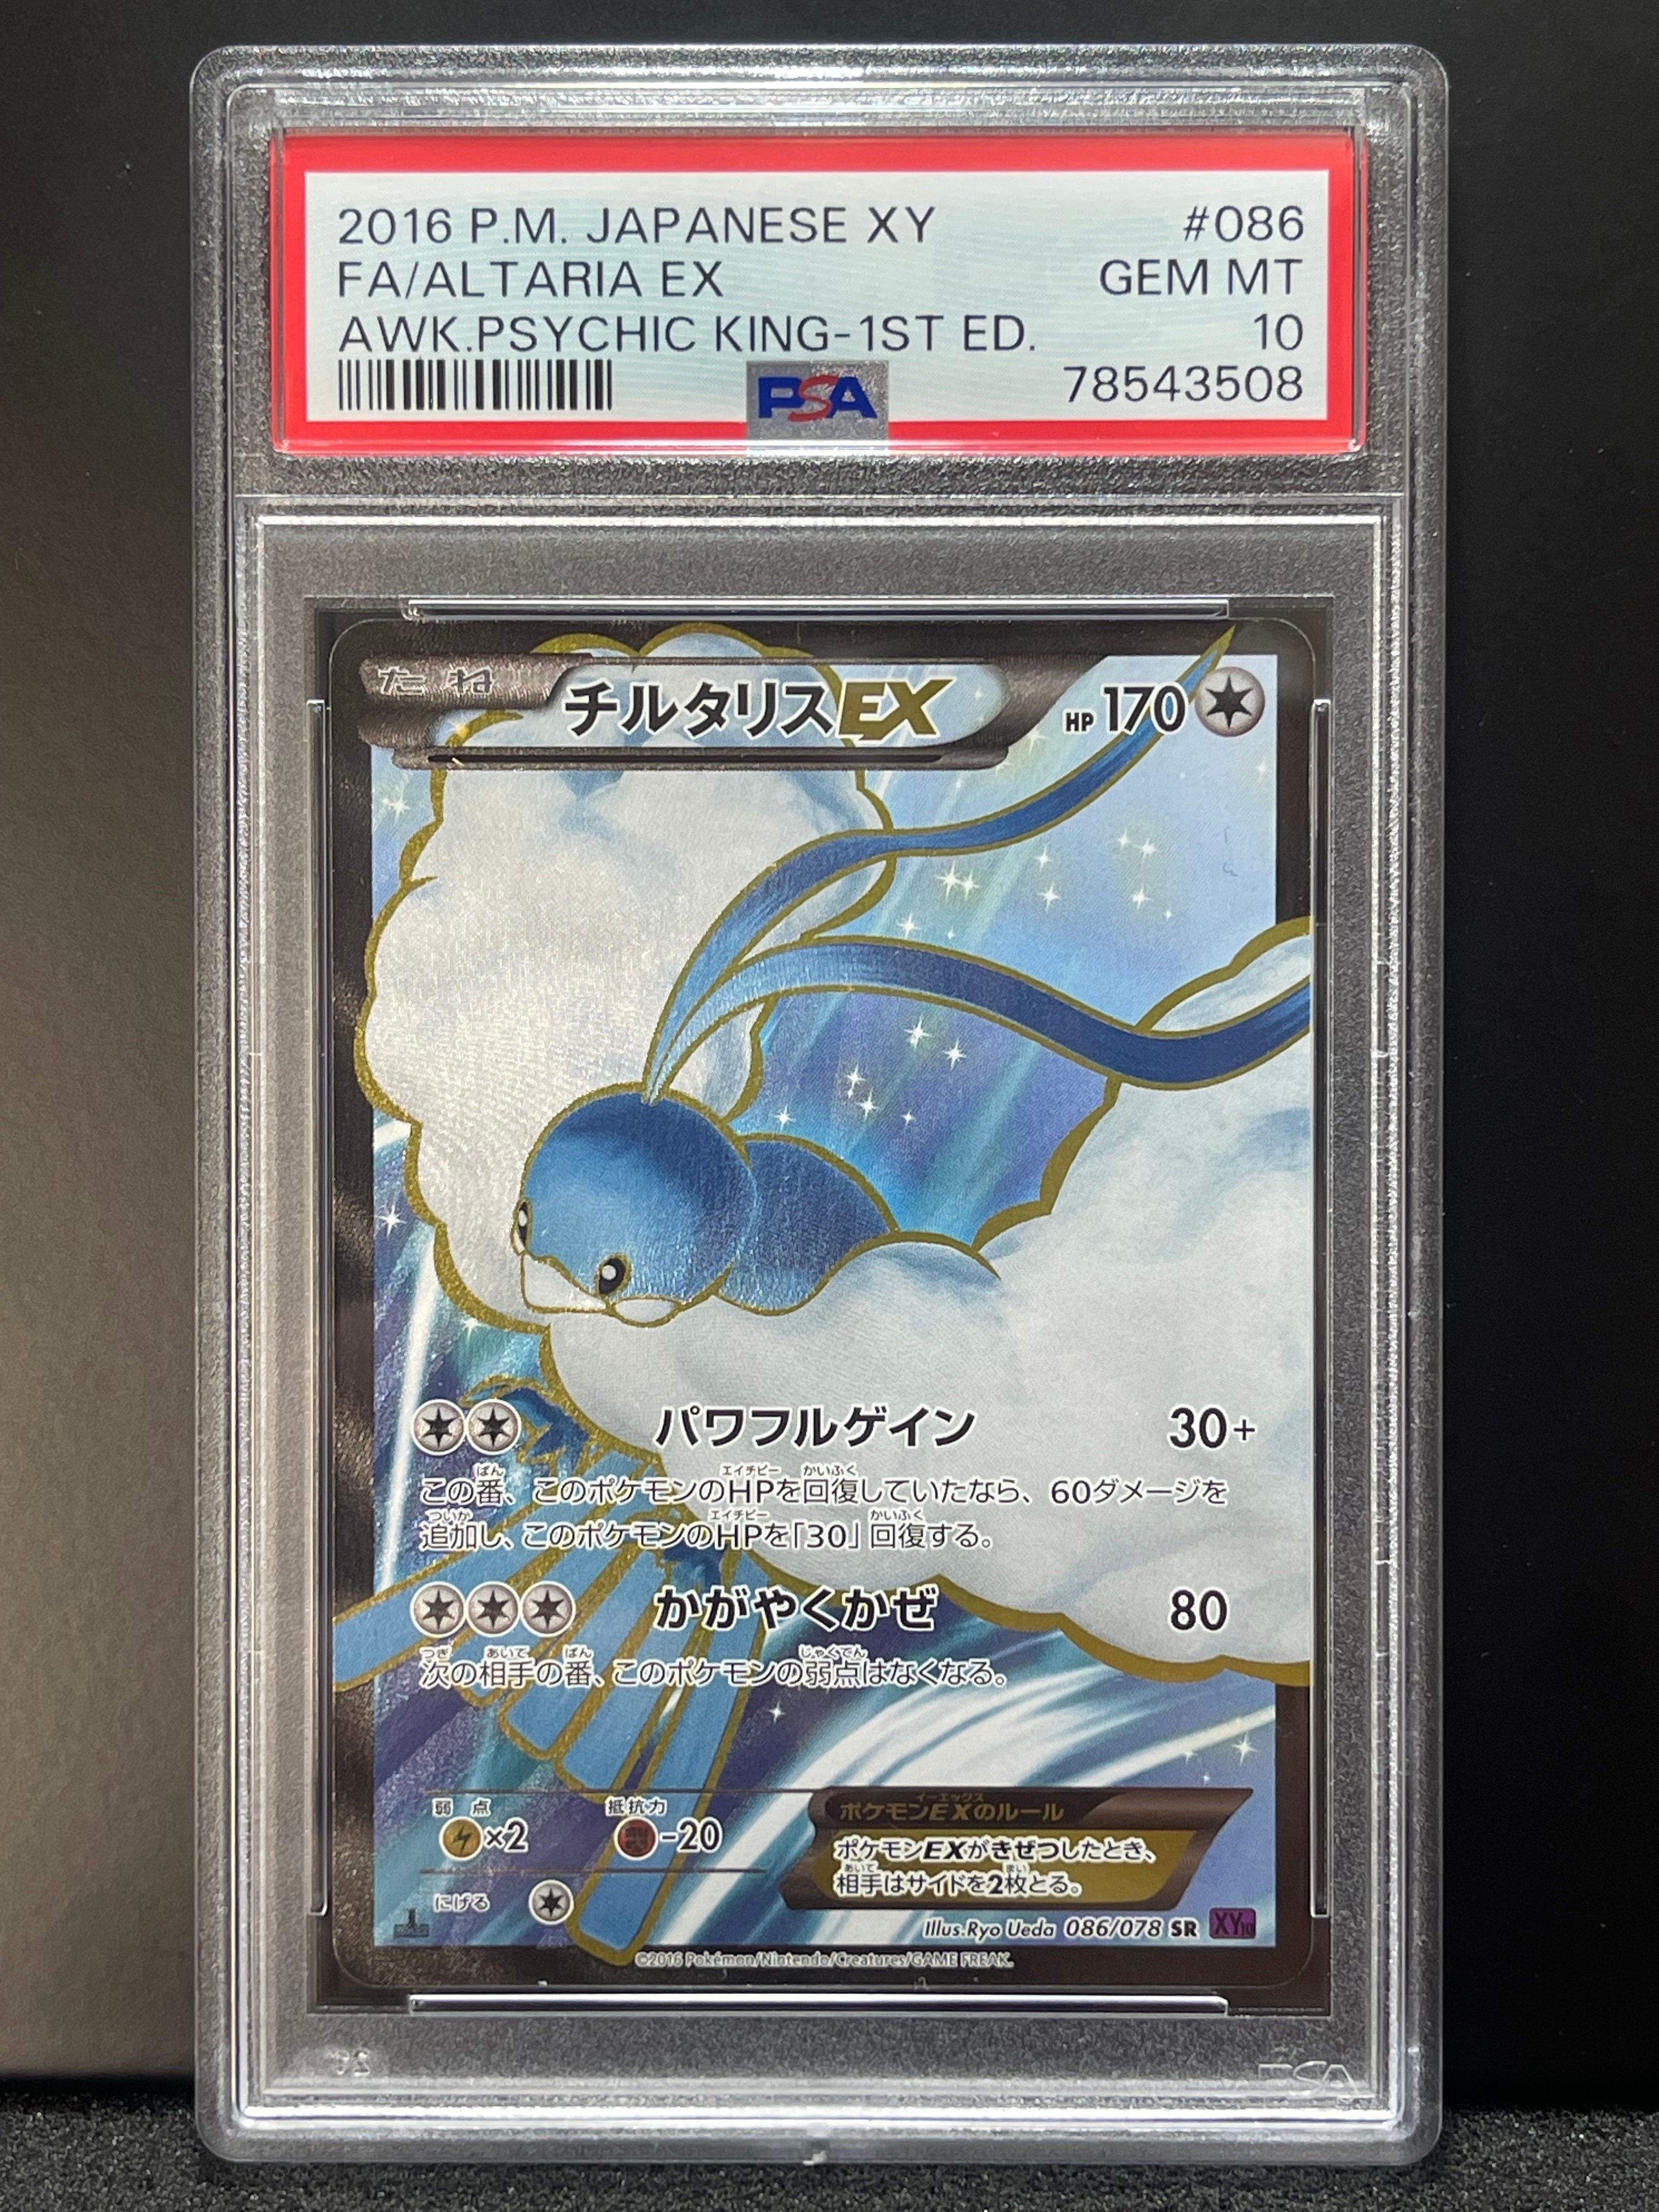 2016 P.M. JAPANESE XY #086
FA/ALTARIA EX GEM MT
AWK.PSYCHIC KING-1ST ED. 10
PSA 78543508
たね チルタリスEX HP 170
パワフルゲイン 30+
この番、このポケモンのHPを回復していたなら、60ダメージを
追加し、このポケモンのHPを「30」回復する。
かがやくかぜ 80
次の相手の番、このポケモンの弱点はなくなる。
弱点 抵抗力
×2 -20
にげる
ポケモンEXのルール
ポケモンEXがきぜつしたとき、
相手はサイドを2枚とる。
Illus.Ryo Ueda 086/078 SR XY10
©2016 Pokémon/Nintendo/Creatures/GAME FREAK.
PSA